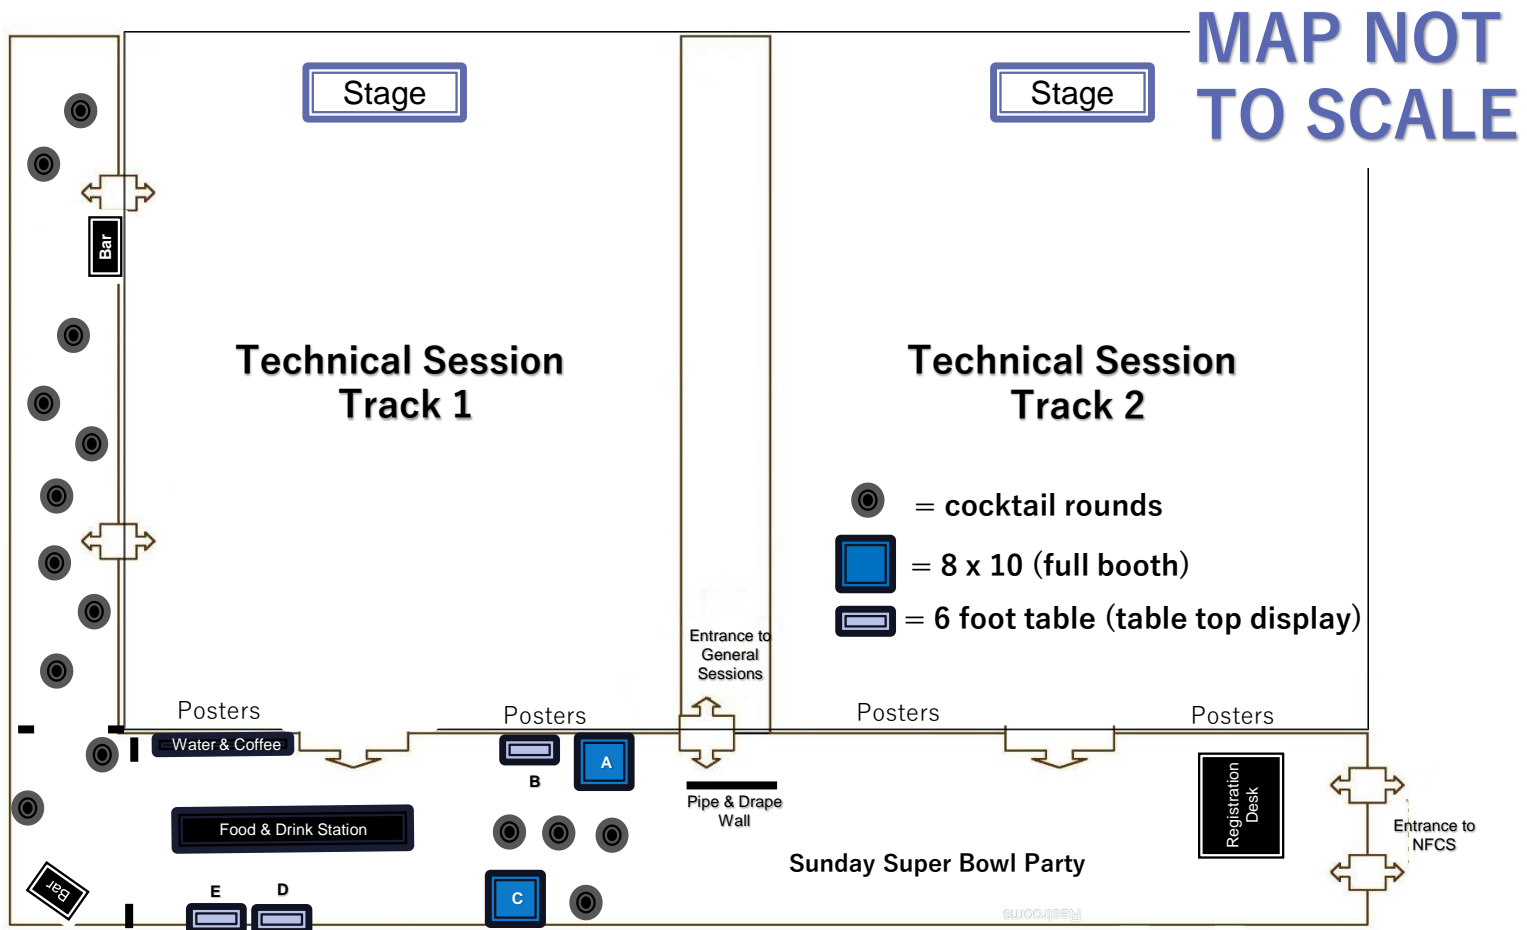 MAP NOT
TO SCALE
Stage
Stage
Bar
Technical Session
Track 1
Technical Session
Track 2
= cocktail rounds
= 8 x 10 (full booth)
= 6 foot table (table top display)
Entrance to
General
Sessions
Posters
Posters
Posters
Posters
Water & Coffee
B
A
Pipe & Drape
Wall
Registration
Desk
Entrance to
NFCS
Food & Drink Station
Sunday Super Bowl Party
Bar
E
D
C
Restrooms